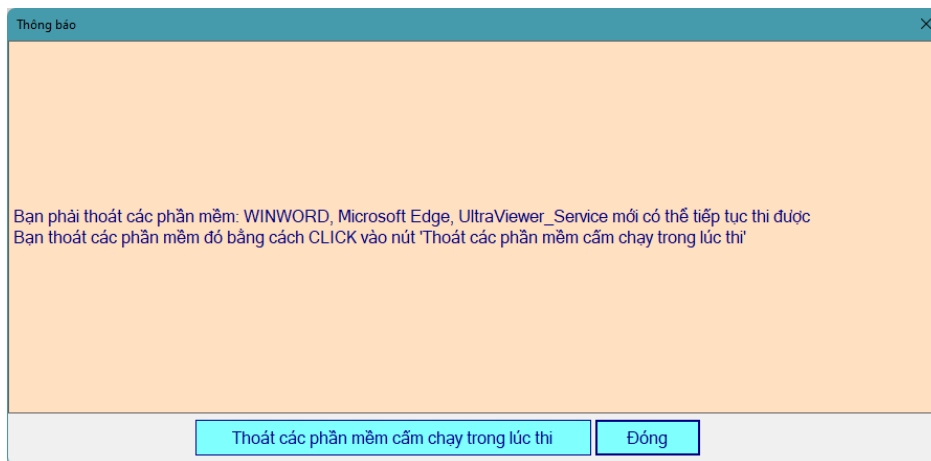 Thông báo
Bạn phải thoát các phần mềm: WINWORD, Microsoft Edge, UltraViewer_Service mới có thể tiếp tục thi được
Bạn thoát các phần mềm đó bằng cách CLICK vào nút 'Thoát các phần mềm cấm chạy trong lúc thi'
Thoát các phần mềm cấm chạy trong lúc thi
Đóng